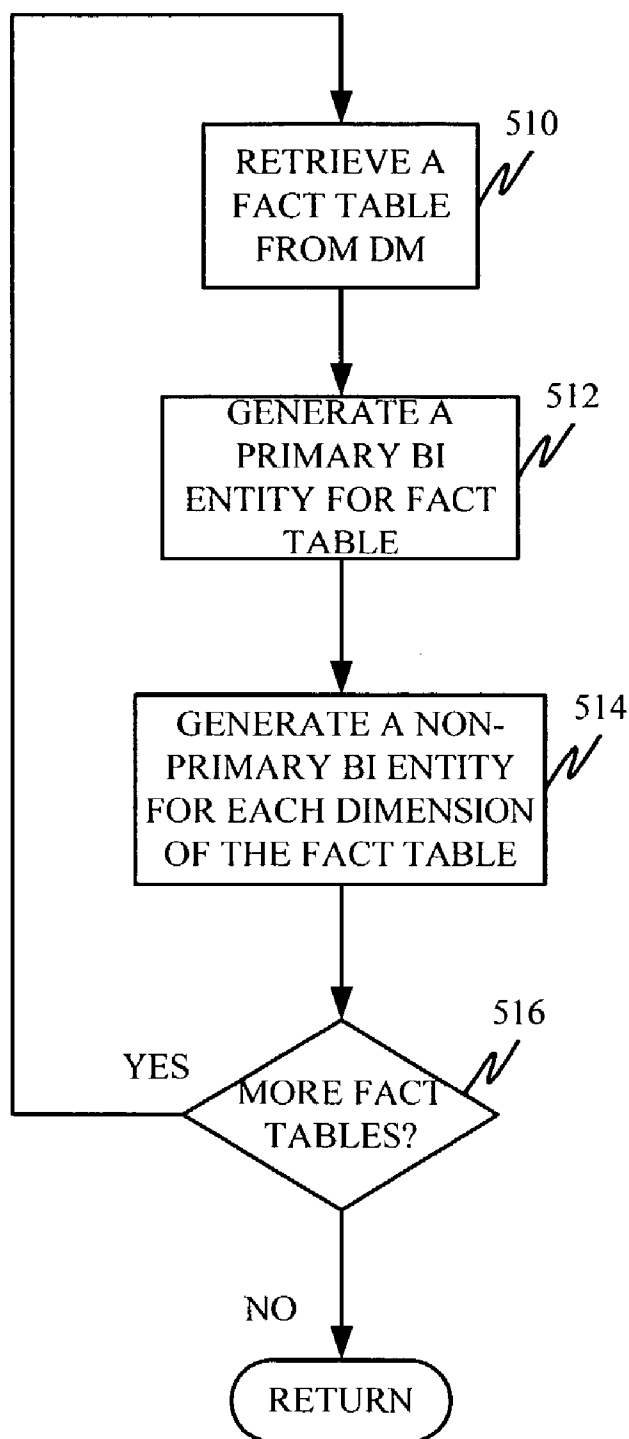 510
RETRIEVE A
FACT TABLE
FROM DM
512
GENERATE A
PRIMARY BI
ENTITY FOR FACT
TABLE
514
GENERATE A NON-
PRIMARY BI ENTITY
FOR EACH DIMENSION
OF THE FACT TABLE
516
YES
MORE FACT
TABLES?
NO
RETURN